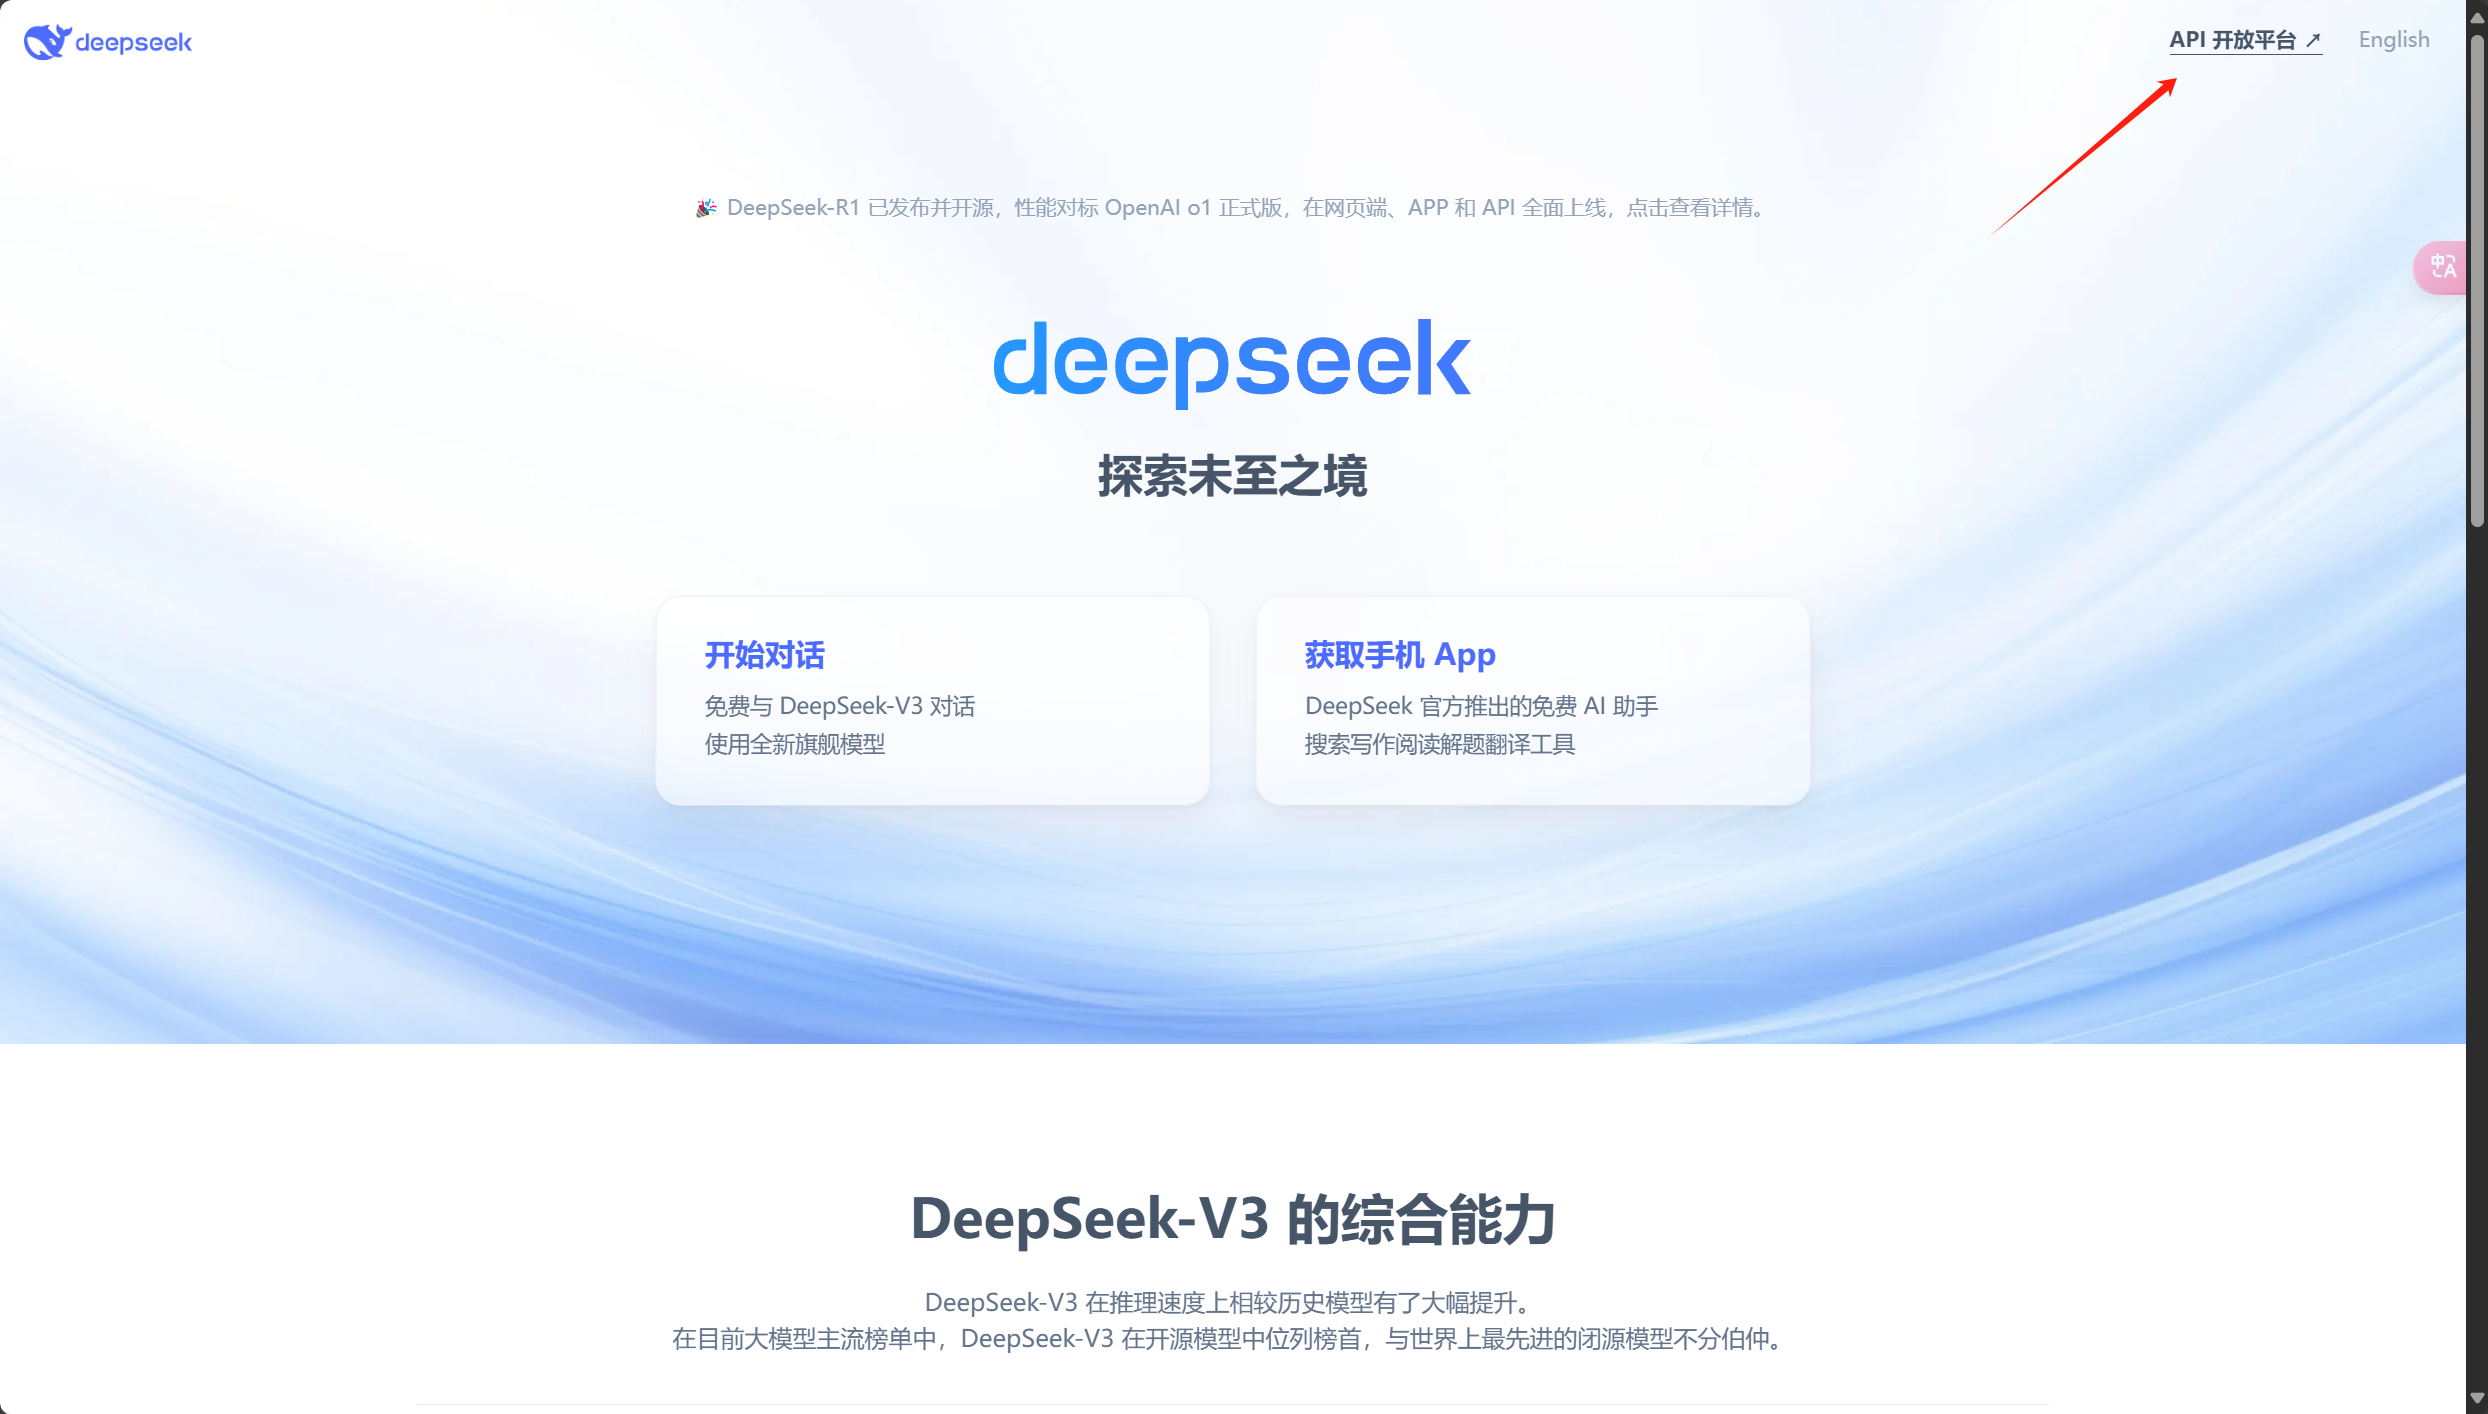 deepseek
API 开放平台 ↗ English
🎉 DeepSeek-R1 已发布并开源，性能对标 OpenAI o1 正式版，在网页端、APP 和 API 全面上线，点击查看详情。
中A
deepseek
探索未至之境
开始对话
免费与 DeepSeek-V3 对话
使用全新旗舰模型
获取手机 App
DeepSeek 官方推出的免费 AI 助手
搜索写作阅读解题翻译工具
DeepSeek-V3 的综合能力
DeepSeek-V3 在推理速度上相较历史模型有了大幅提升。
在目前大模型主流榜单中，DeepSeek-V3 在开源模型中位列榜首，与世界上最先进的闭源模型不分伯仲。